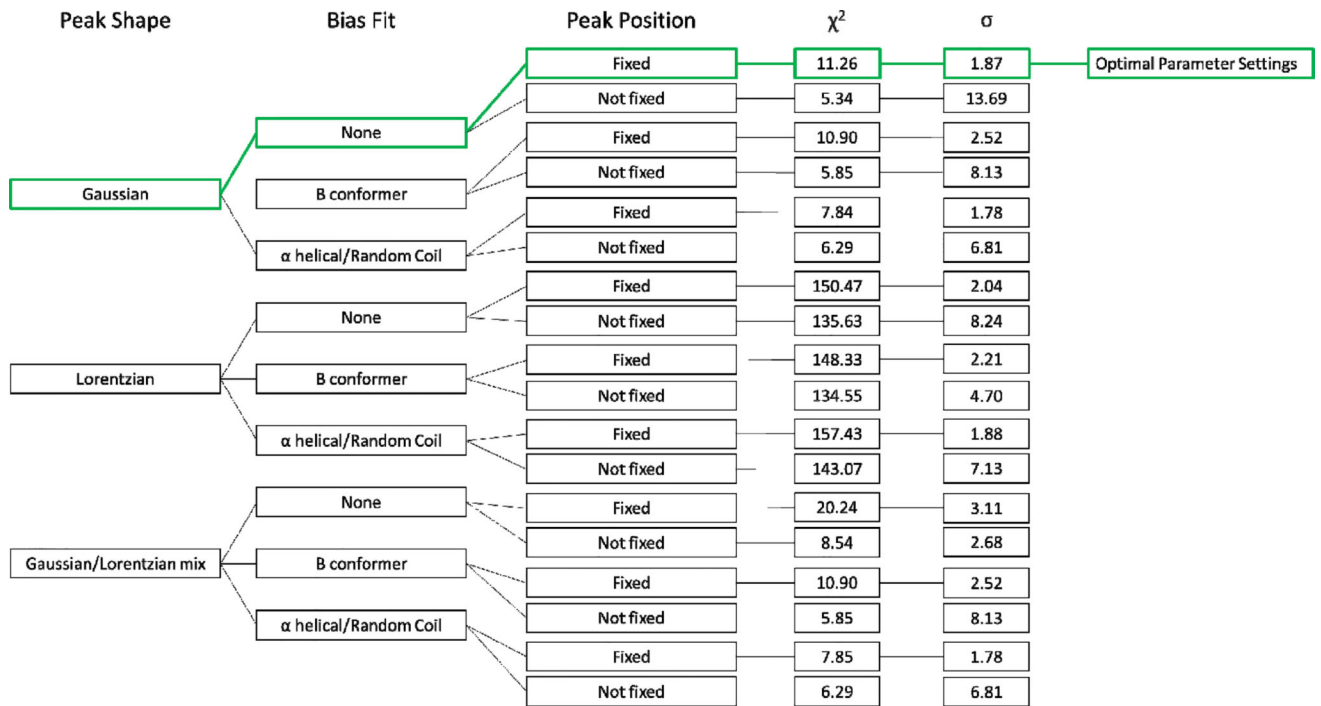 Peak Shape Bias Fit Peak Position χ² σ
Fixed 11.26 1.87 Optimal Parameter Settings
Not fixed 5.34 13.69
None
Fixed 10.90 2.52
Not fixed 5.85 8.13
Gaussian B conformer
Fixed 7.84 1.78
α helical/Random Coil Not fixed 6.29 6.81
Fixed 150.47 2.04
None Not fixed 135.63 8.24
Fixed 148.33 2.21
Lorentzian B conformer
Not fixed 134.55 4.70
α helical/Random Coil Fixed 157.43 1.88
Not fixed 143.07 7.13
None Fixed 20.24 3.11
Not fixed 8.54 2.68
Gaussian/Lorentzian mix B conformer
Fixed 10.90 2.52
Not fixed 5.85 8.13
α helical/Random Coil
Fixed 7.85 1.78
Not fixed 6.29 6.81